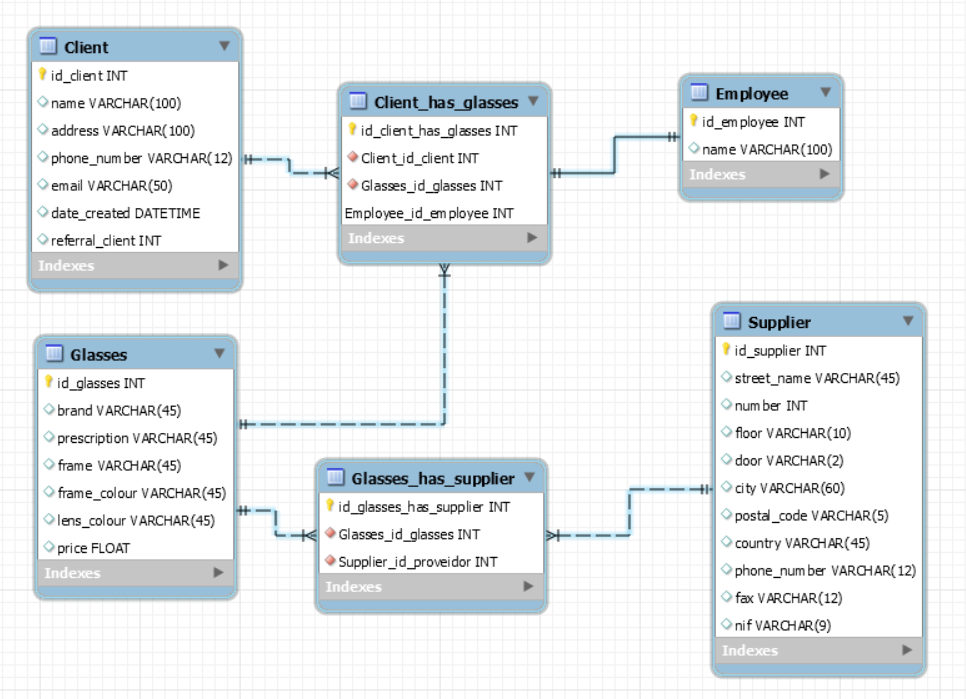 Client
id_client INT
name VARCHAR(100)
address VARCHAR(100)
phone_number VARCHAR(12)
email VARCHAR(50)
date_created DATETIME
referral_client INT
Indexes
Client_has_glasses
id_client_has_glasses INT
Client_id_client INT
Glasses_id_glasses INT
Employee_id_employee INT
Indexes
Employee
id_employee INT
name VARCHAR(100)
Indexes
Glasses
id_glasses INT
brand VARCHAR(45)
prescription VARCHAR(45)
frame VARCHAR(45)
frame_colour VARCHAR(45)
lens_colour VARCHAR(45)
price FLOAT
Indexes
Glasses_has_supplier
id_glasses_has_supplier INT
Glasses_id_glasses INT
Supplier_id_proveidor INT
Indexes
Supplier
id_supplier INT
street_name VARCHAR(45)
number INT
floor VARCHAR(10)
door VARCHAR(2)
city VARCHAR(60)
postal_code VARCHAR(5)
country VARCHAR(45)
phone_number VARCHAR(12)
fax VARCHAR(12)
nif VARCHAR(9)
Indexes